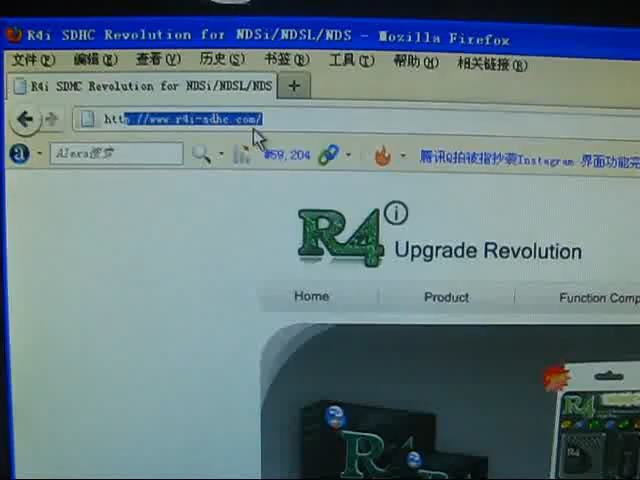 R4i SDHC Revolution for NDSi/NDSL/NDS - Mozilla Firefox
文件(F) 编辑(E) 查看(V) 历史(S) 书签(B) 工具(T) 帮助(H) 相关链接(R)
R4i SDHC Revolution for NDSi/NDSL/NDS +
http://www.r4i-sdhc.com/
a Alexa搜索 #59,204 腾讯Q拍被指抄袭Instagram 界面功能完
R4 i
Upgrade Revolution
Home Product Function Comp
R4
R4
R4